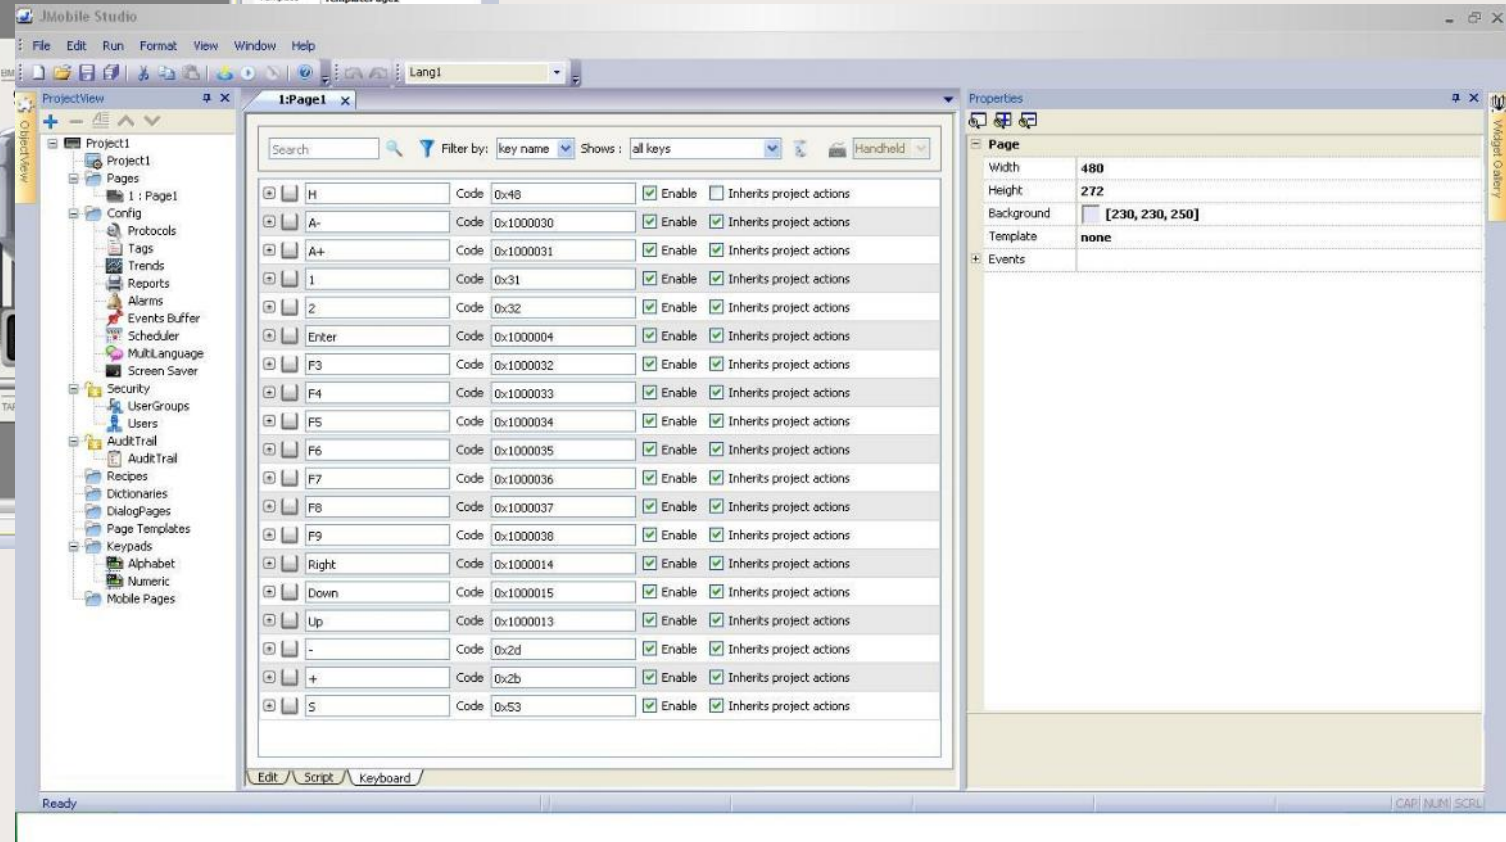 TemplatePage2
JMobile Studio
File Edit Run Format View Window Help
Lang1
ProjectView
1:Page1
Properties
ObjectView
Widget Gallery
Project1
Project1
Pages
1 : Page1
Config
Protocols
Tags
Trends
Reports
Alarms
Events Buffer
Scheduler
MultiLanguage
Screen Saver
Security
UserGroups
Users
AuditTrail
AuditTrail
Recipes
Dictionaries
DialogPages
Page Templates
Keypads
Alphabet
Numeric
Mobile Pages
Search Filter by: key name Shows : all keys Handheld
H Code 0x48 Enable Inherits project actions
A- Code 0x1000030 Enable Inherits project actions
A+ Code 0x1000031 Enable Inherits project actions
1 Code 0x31 Enable Inherits project actions
2 Code 0x32 Enable Inherits project actions
Enter Code 0x1000004 Enable Inherits project actions
F3 Code 0x1000032 Enable Inherits project actions
F4 Code 0x1000033 Enable Inherits project actions
F5 Code 0x1000034 Enable Inherits project actions
F6 Code 0x1000035 Enable Inherits project actions
F7 Code 0x1000036 Enable Inherits project actions
F8 Code 0x1000037 Enable Inherits project actions
F9 Code 0x1000038 Enable Inherits project actions
Right Code 0x1000014 Enable Inherits project actions
Down Code 0x1000015 Enable Inherits project actions
Up Code 0x1000013 Enable Inherits project actions
- Code 0x2d Enable Inherits project actions
+ Code 0x2b Enable Inherits project actions
S Code 0x53 Enable Inherits project actions
Edit Script Keyboard
Page
Width 480
Height 272
Background [230, 230, 250]
Template none
Events
Ready
CAP NUM SCRL